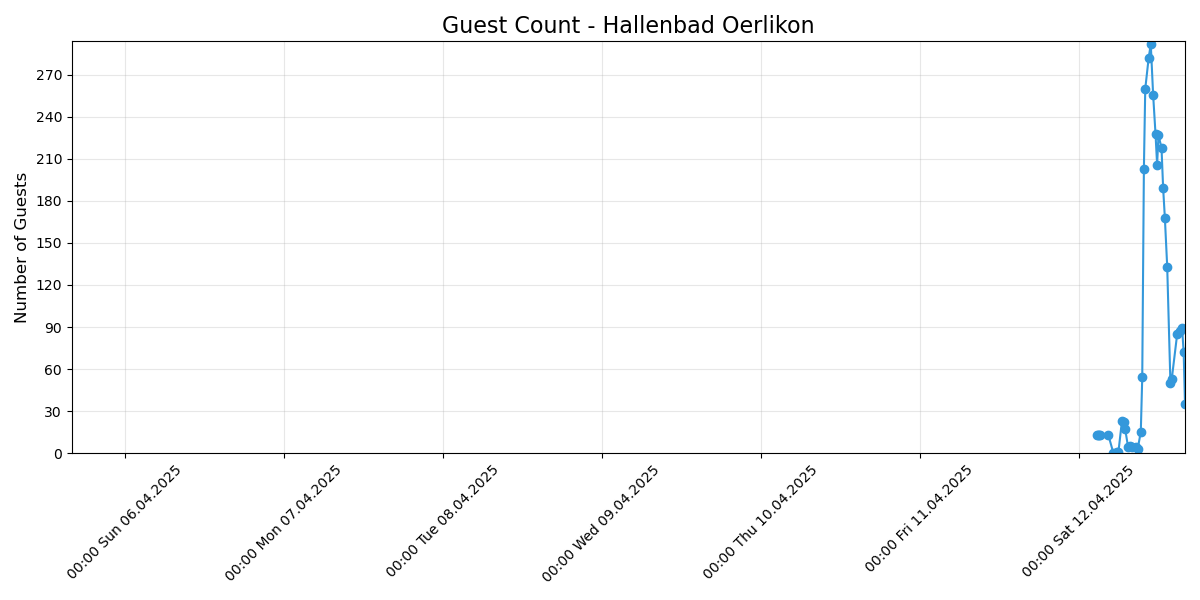 Guest Count - Hallenbad Oerlikon
Number of Guests
270
240
210
180
150
120
90
60
30
0
00:00 Sun 06.04.2025
00:00 Mon 07.04.2025
00:00 Tue 08.04.2025
00:00 Wed 09.04.2025
00:00 Thu 10.04.2025
00:00 Fri 11.04.2025
00:00 Sat 12.04.2025